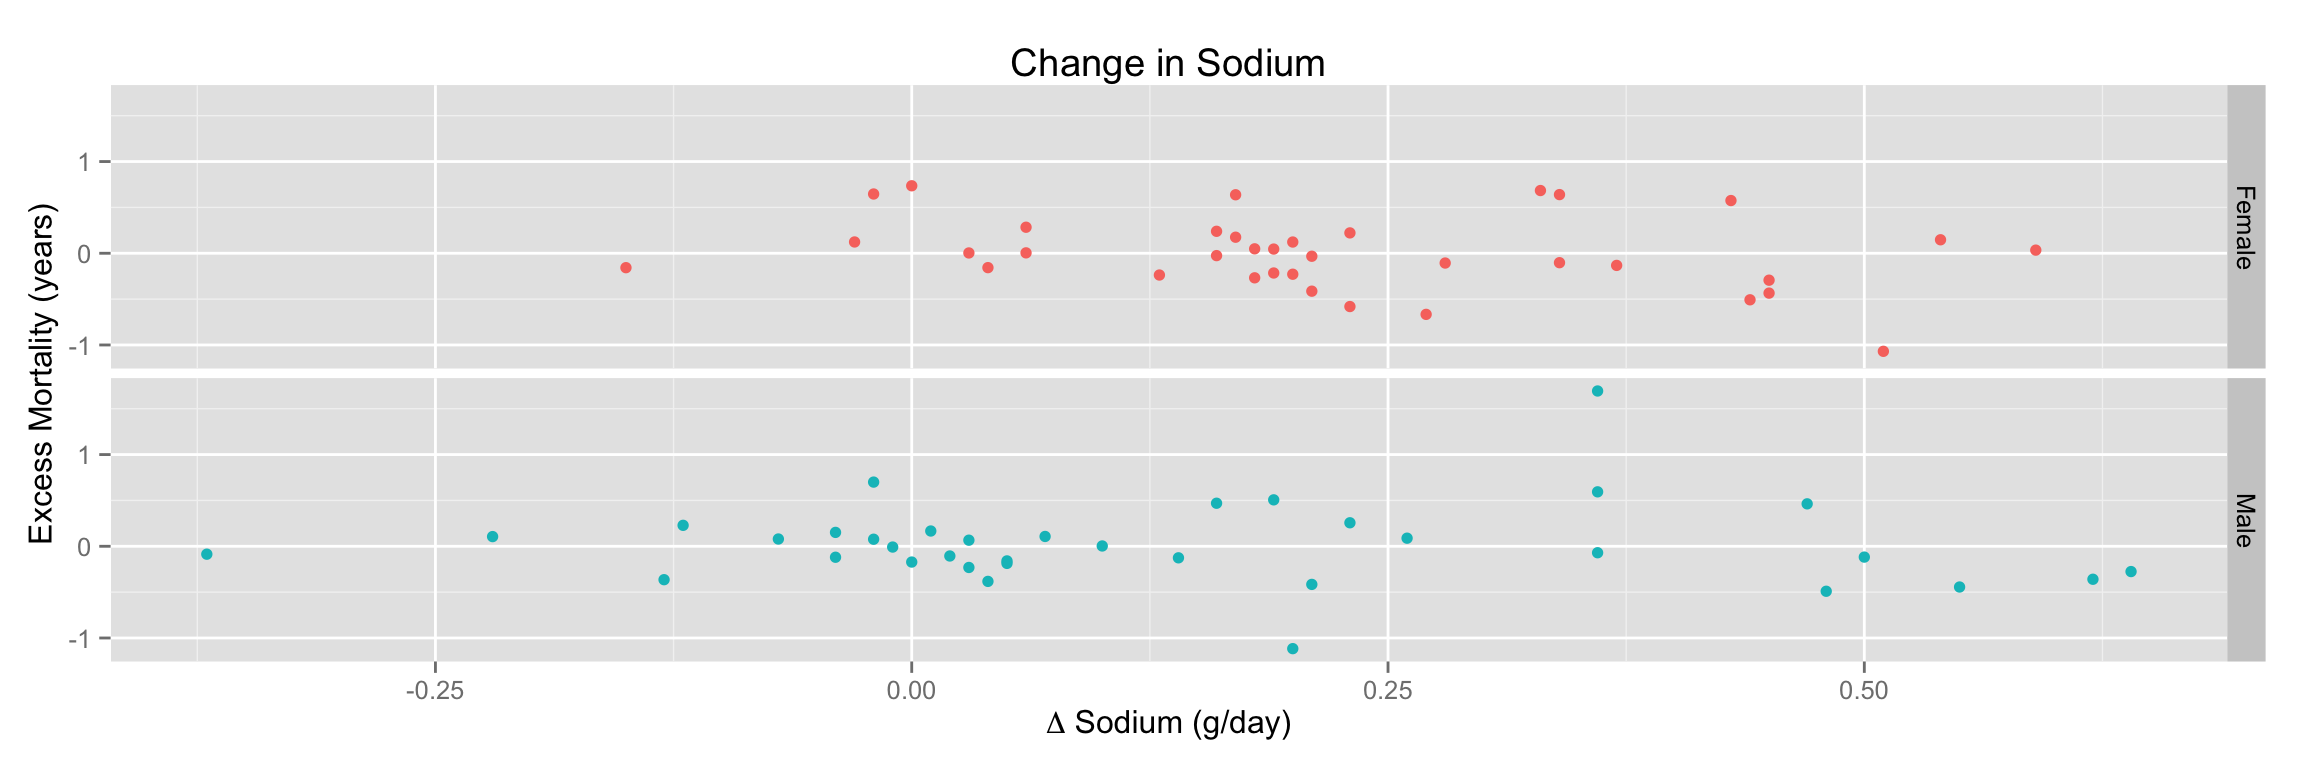 Change in Sodium
Excess Mortality (years)
1
0
-1
Female
1
0
-1
Male
-0.25
0.00
0.25
0.50
Δ Sodium (g/day)